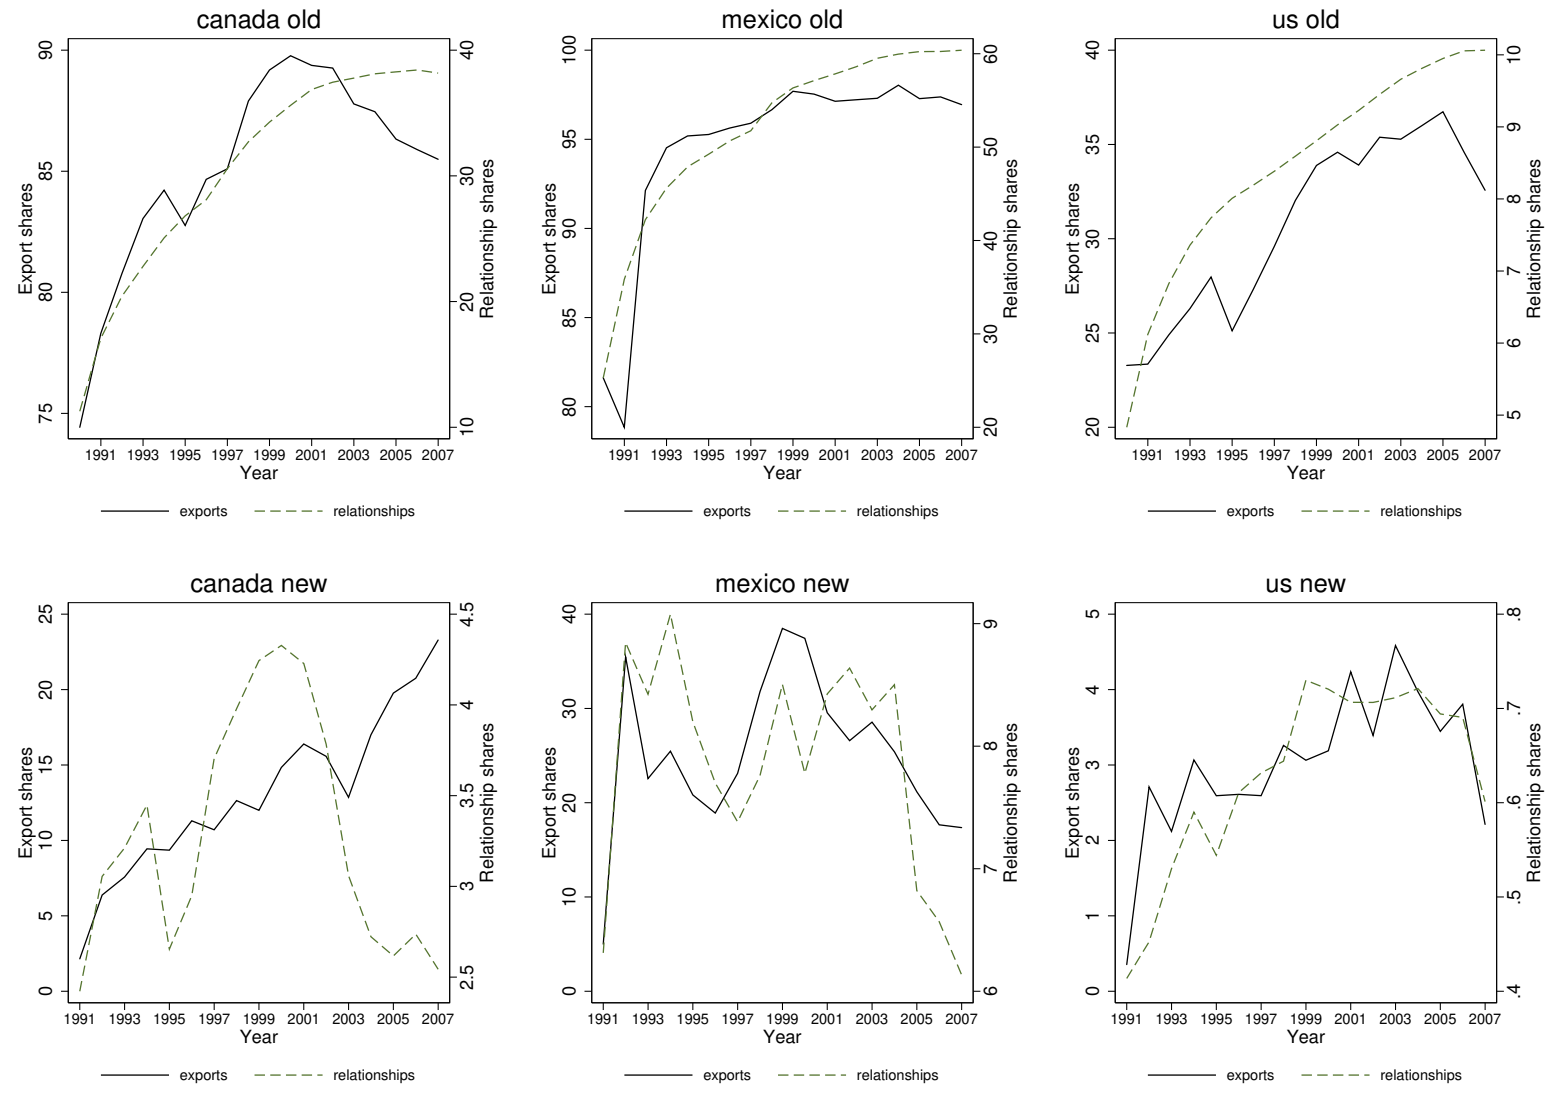 canada old
90
85
80
75
Export shares
40
30
20
10
Relationship shares
1991 1993 1995 1997 1999 2001 2003 2005 2007
Year
exports relationships
mexico old
100
95
90
85
80
Export shares
60
50
40
30
20
Relationship shares
1991 1993 1995 1997 1999 2001 2003 2005 2007
Year
exports relationships
us old
40
35
30
25
20
Export shares
10
9
8
7
6
5
Relationship shares
1991 1993 1995 1997 1999 2001 2003 2005 2007
Year
exports relationships
canada new
25
20
15
10
5
0
Export shares
4.5
4
3.5
3
2.5
Relationship shares
1991 1993 1995 1997 1999 2001 2003 2005 2007
Year
exports relationships
mexico new
40
30
20
10
0
Export shares
9
8
7
6
Relationship shares
1991 1993 1995 1997 1999 2001 2003 2005 2007
Year
exports relationships
us new
5
4
3
2
1
0
Export shares
.8
.7
.6
.5
.4
Relationship shares
1991 1993 1995 1997 1999 2001 2003 2005 2007
Year
exports relationships